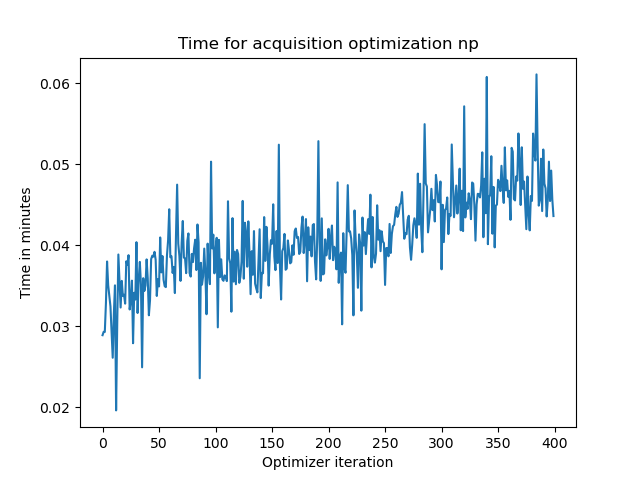 Time for acquisition optimization np
0.06
0.05
0.04
0.03
0.02
Time in minutes
0 50 100 150 200 250 300 350 400
Optimizer iteration